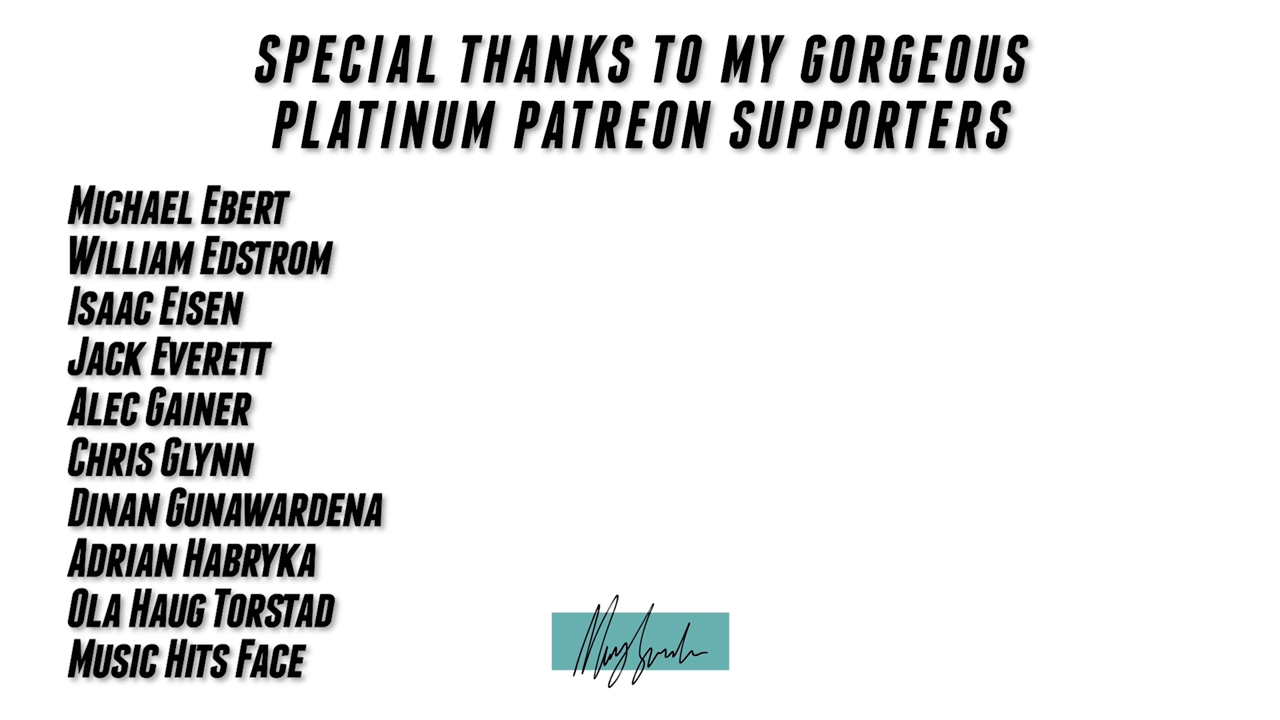 SPECIAL THANKS TO MY GORGEOUS
PLATINUM PATREON SUPPORTERS
MICHAEL EBERT
WILLIAM EDSTROM
ISAAC EISEN
JACK EVERETT
ALEC GAINER
CHRIS GLYNN
DINAN GUNAWARDENA
ADRIAN HABRYKA
OLA HAUG TORSTAD
MUSIC HITS FACE